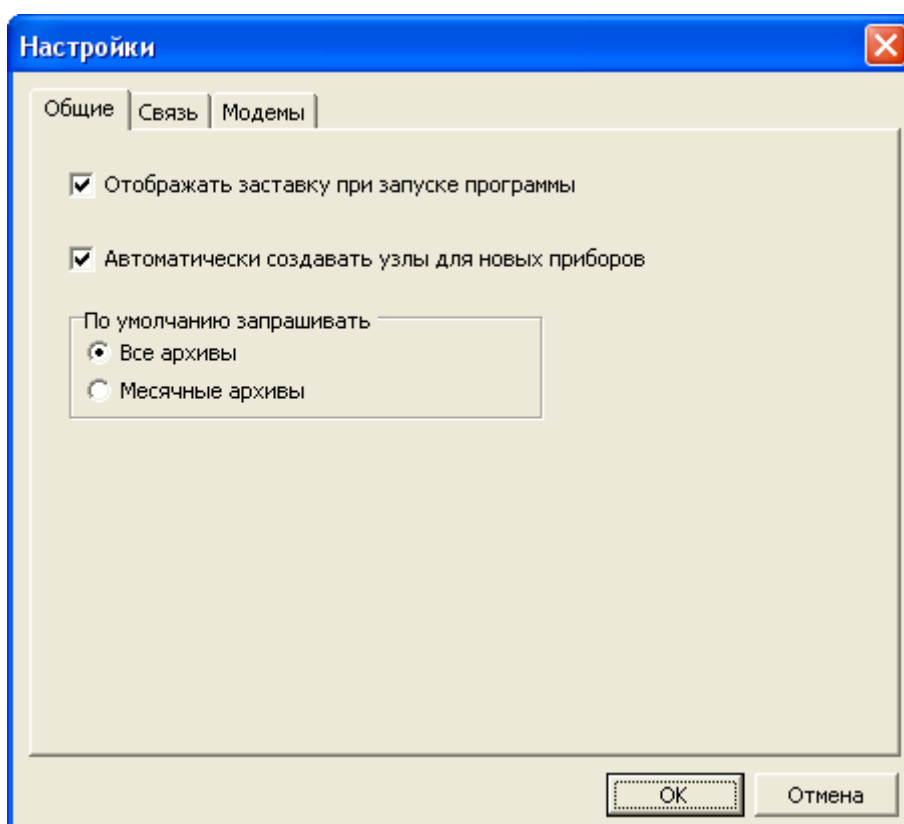 Настройки
Общие Связь Модемы
Отображать заставку при запуске программы
Автоматически создавать узлы для новых приборов
По умолчанию запрашивать
Все архивы
Месячные архивы
OK Отмена